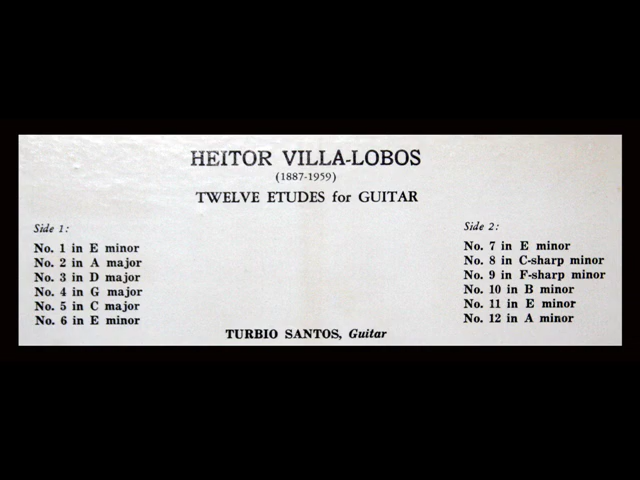 HEITOR VILLA-LOBOS
(1887-1959)
TWELVE ETUDES for GUITAR
Side 1:
No. 1 in E minor
No. 2 in A major
No. 3 in D major
No. 4 in G major
No. 5 in C major
No. 6 in E minor
Side 2:
No. 7 in E minor
No. 8 in C-sharp minor
No. 9 in F-sharp minor
No. 10 in B minor
No. 11 in E minor
No. 12 in A minor
TURBIO SANTOS, Guitar